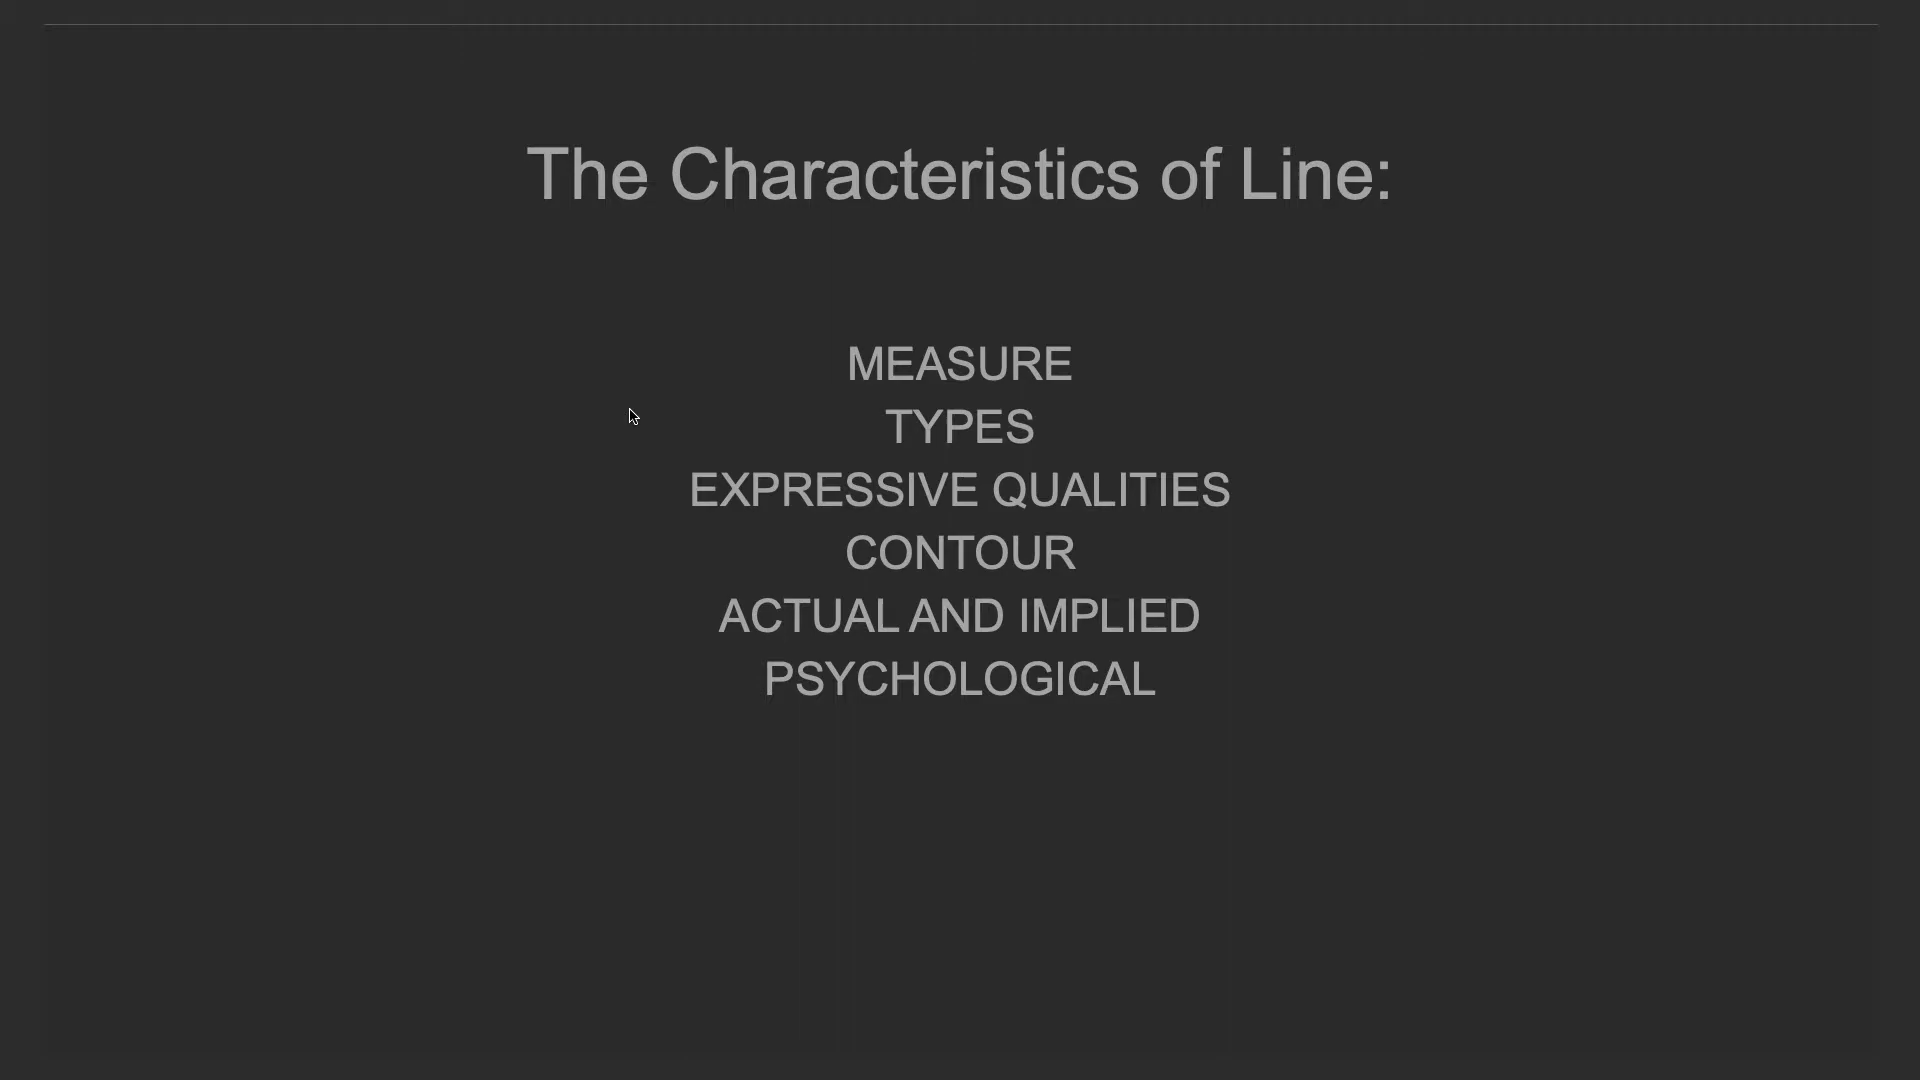 The Characteristics of Line:
MEASURE
TYPES
EXPRESSIVE QUALITIES
CONTOUR
ACTUAL AND IMPLIED
PSYCHOLOGICAL